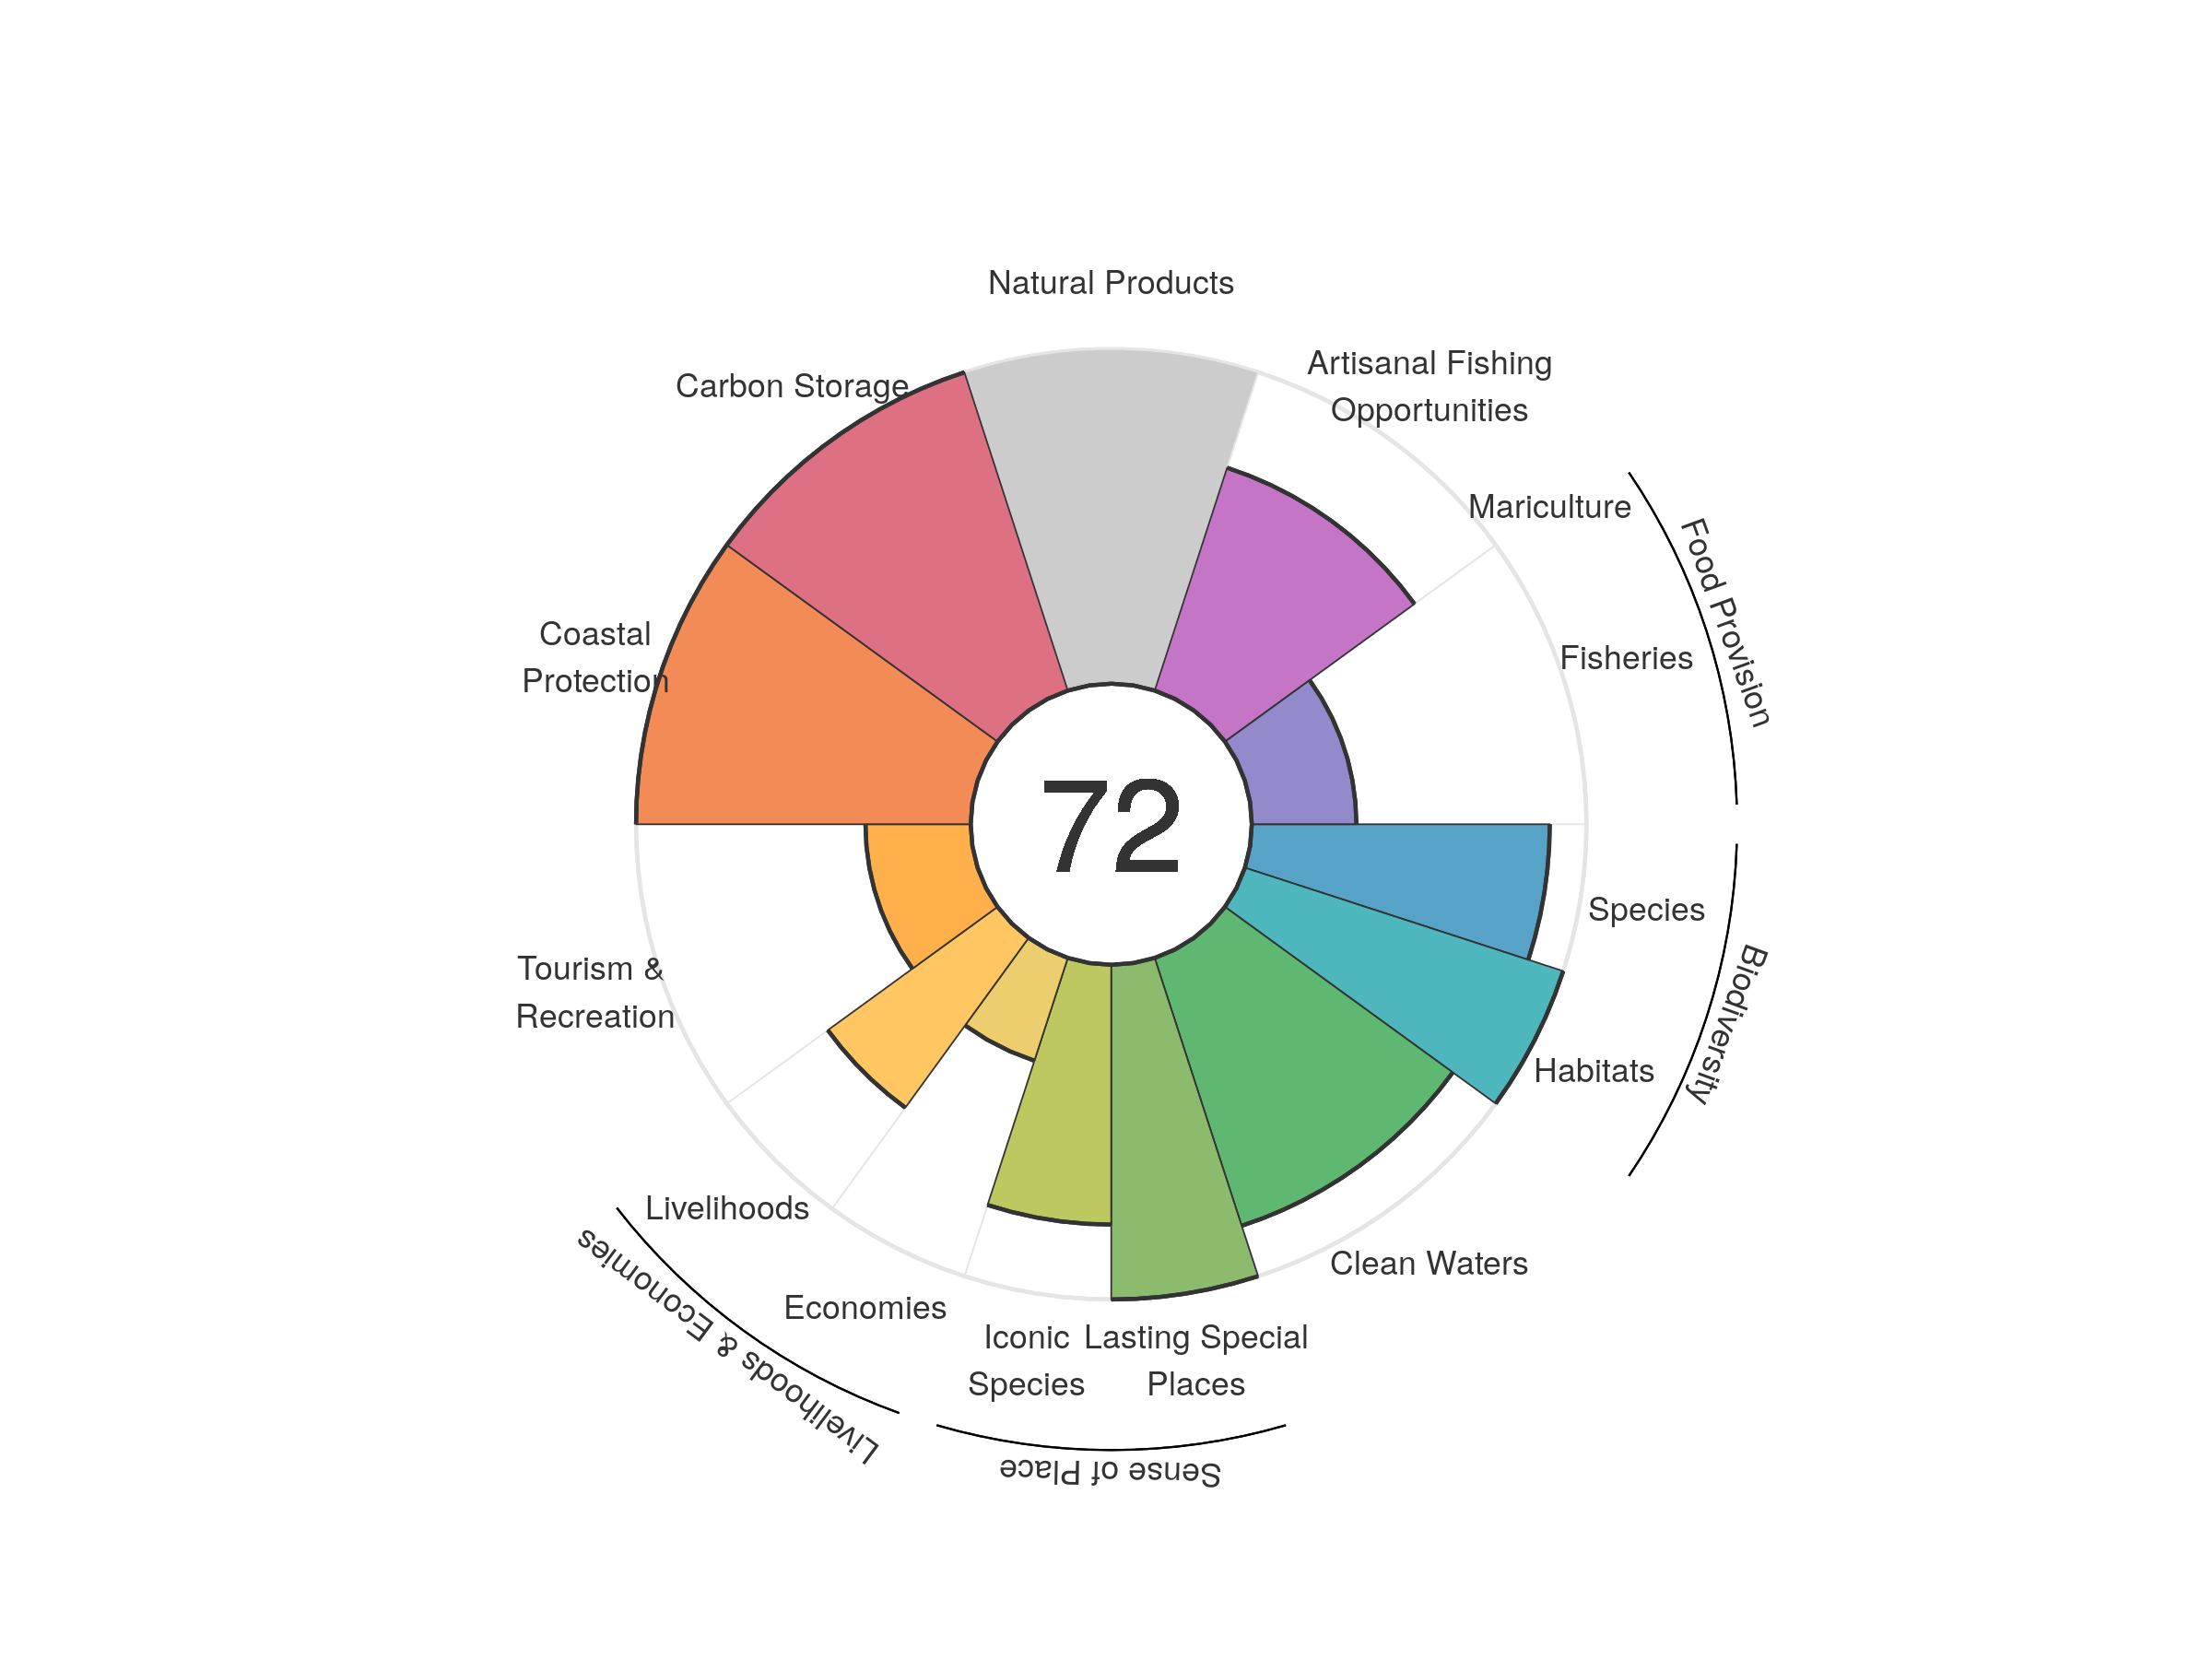 Natural Products
Artisanal Fishing
Opportunities
Carbon Storage
Mariculture
Food Provision
Coastal
Protection
Fisheries
72
Species
Biodiversity
Tourism &
Recreation
Habitats
Livelihoods
Clean Waters
Livelihoods & Economies
Economies
Iconic
Species
Lasting Special
Places
Sense of Place